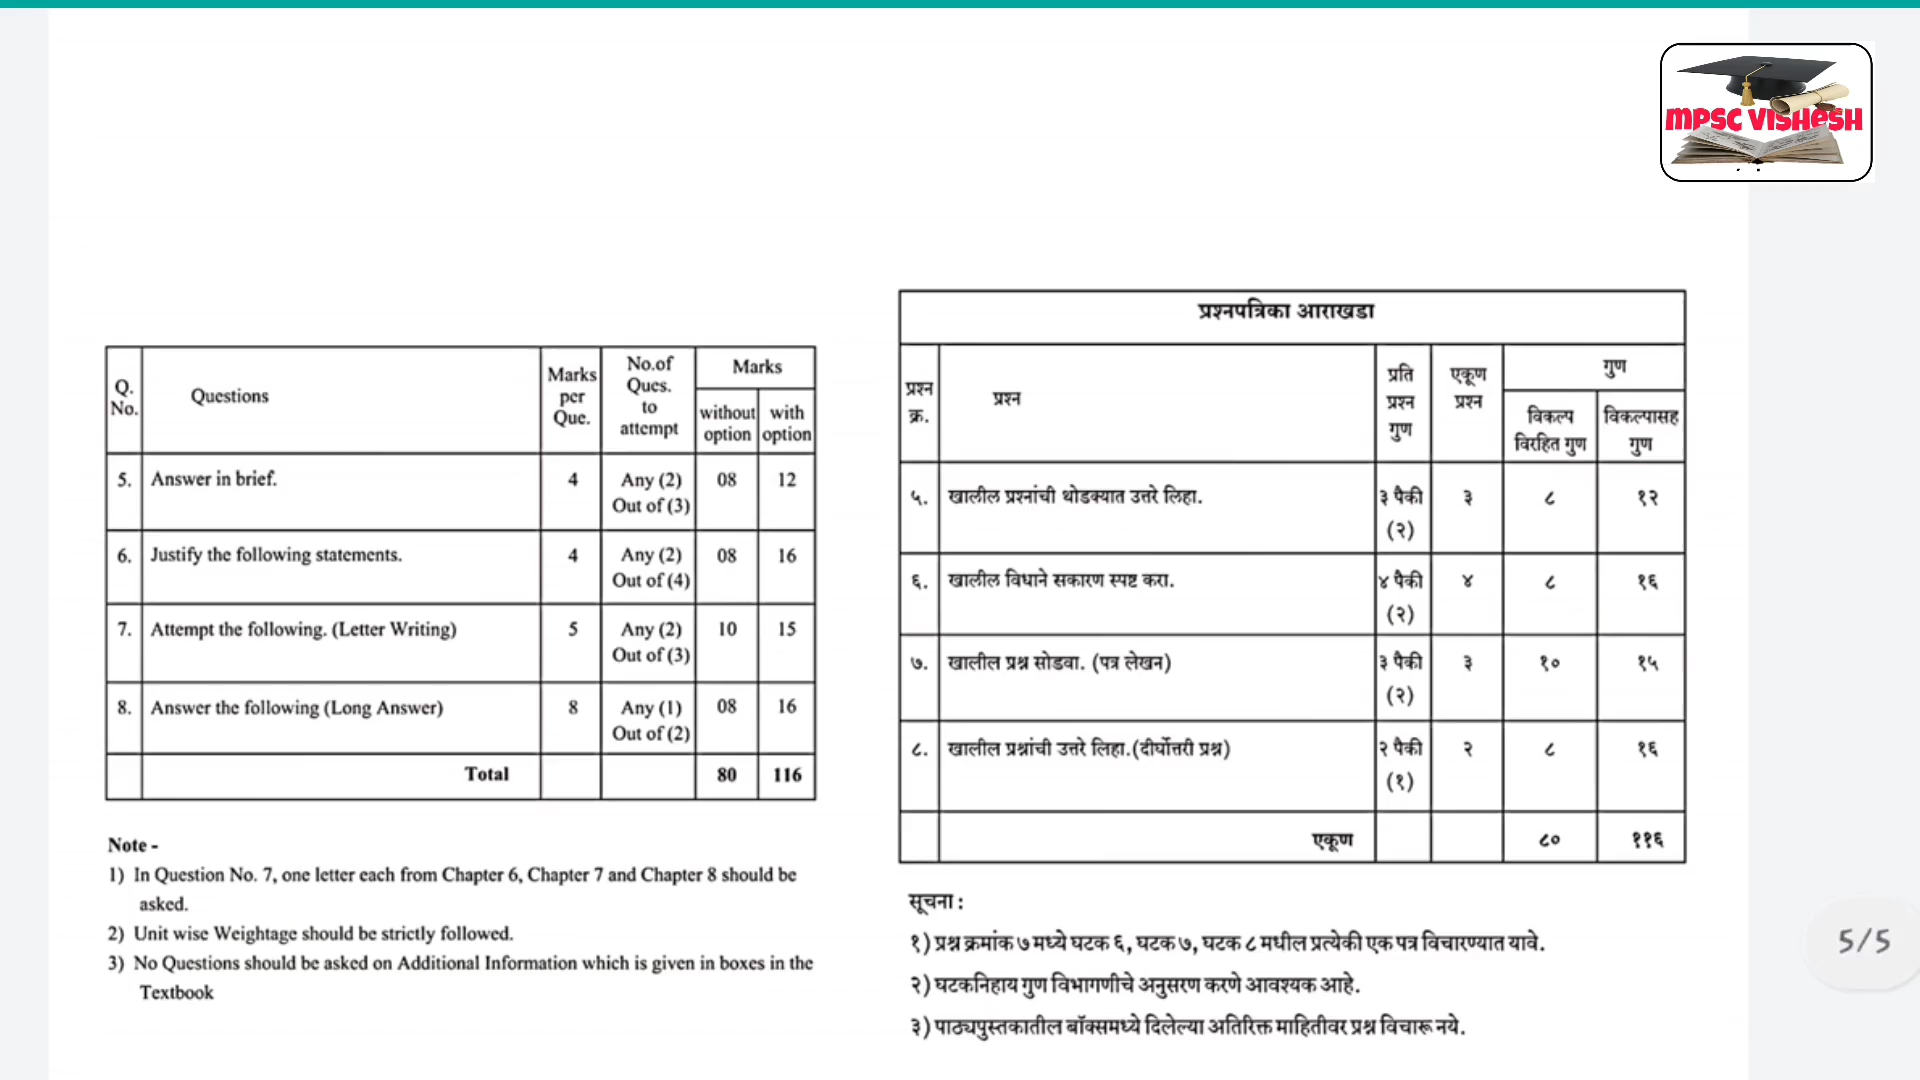 MPSC VISHESH
Q. No. Questions Marks per Que. No.of Ques. to attempt Marks
without option with option
5. Answer in brief. 4 Any (2) 08 12
Out of (3)
6. Justify the following statements. 4 Any (2) 08 16
Out of (4)
7. Attempt the following. (Letter Writing) 5 Any (2) 10 15
Out of (3)
8. Answer the following (Long Answer) 8 Any (1) 08 16
Out of (2)
Total 80 116
Note -
1) In Question No. 7, one letter each from Chapter 6, Chapter 7 and Chapter 8 should be
asked.
2) Unit wise Weightage should be strictly followed.
3) No Questions should be asked on Additional Information which is given in boxes in the
Textbook
प्रश्नपत्रिका आराखडा
प्रश्न क्र. प्रश्न प्रति प्रश्न गुण एकूण प्रश्न गुण
विकल्प विरहित गुण विकल्पासह गुण
५. खालील प्रश्नांची थोडक्यात उत्तरे लिहा. ३ पैकी ३ ८ १२
(२)
६. खालील विधाने सकारण स्पष्ट करा. ४ पैकी ४ ८ १६
(२)
७. खालील प्रश्न सोडवा. (पत्र लेखन) ३ पैकी ३ १० १५
(२)
८. खालील प्रश्नांची उत्तरे लिहा.(दीर्घोत्तरी प्रश्न) २ पैकी २ ८ १६
(१)
एकूण ८० ११६
सूचना :
१) प्रश्न क्रमांक ७ मध्ये घटक ६, घटक ७, घटक ८ मधील प्रत्येकी एक पत्र विचारण्यात यावे.
२) घटकनिहाय गुण विभागणीचे अनुसरण करणे आवश्यक आहे.
३) पाठ्यपुस्तकातील बॉक्समध्ये दिलेल्या अतिरिक्त माहितीवर प्रश्न विचारू नये.
5/5